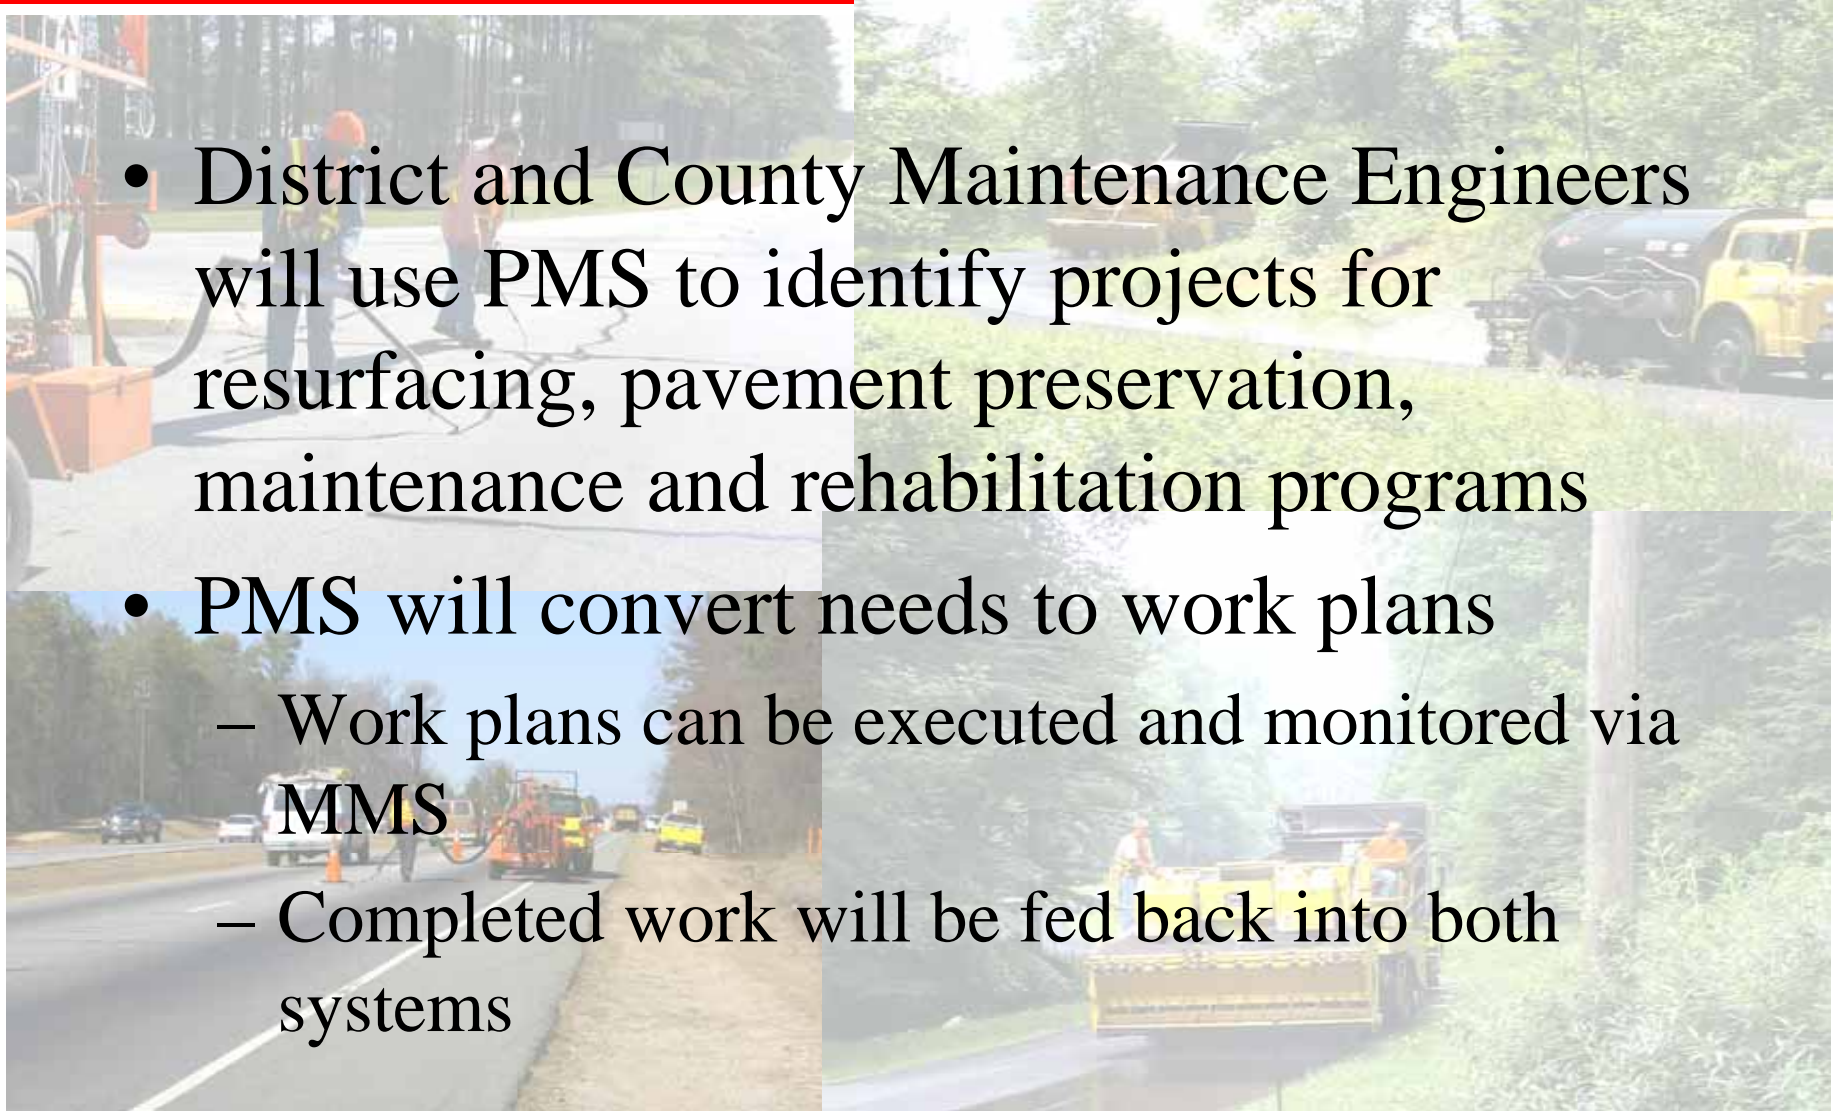 • District and County Maintenance Engineers
will use PMS to identify projects for
resurfacing, pavement preservation,
maintenance and rehabilitation programs
• PMS will convert needs to work plans
– Work plans can be executed and monitored via
MMS
– Completed work will be fed back into both
systems